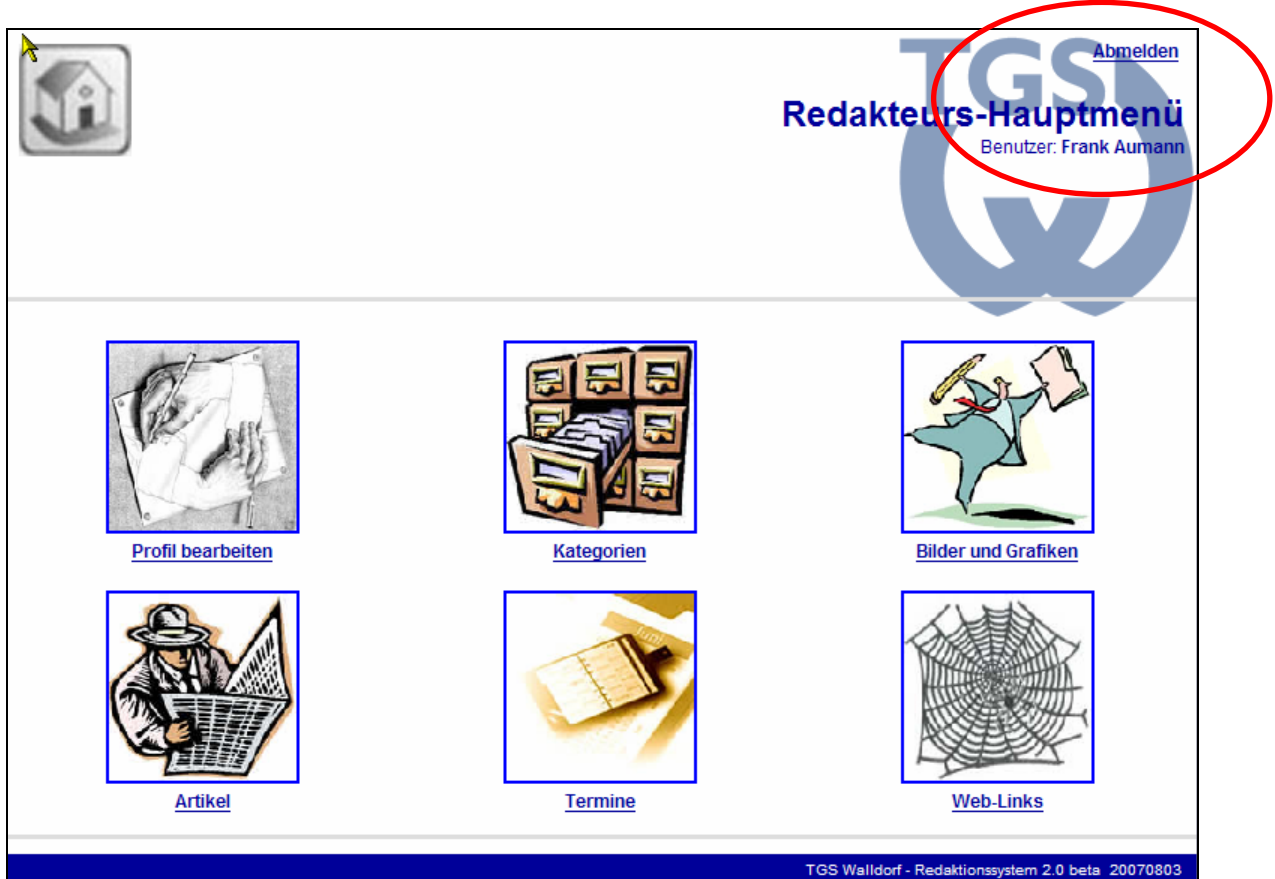 TGS
Abmelden
Redakteurs-Hauptmenü
Benutzer: Frank Aumann
Profil bearbeiten
Kategorien
Bilder und Grafiken
Artikel
Termine
Web-Links
TGS Walldorf - Redaktionssystem 2.0 beta 20070803